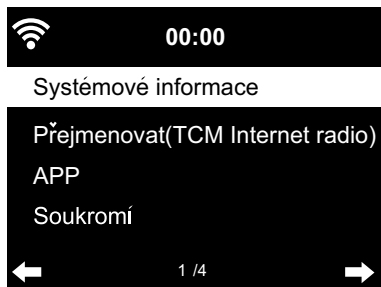 00:00
Systémové informace
Přejmenovat(TCM Internet radio)
APP
Soukromí
1 /4